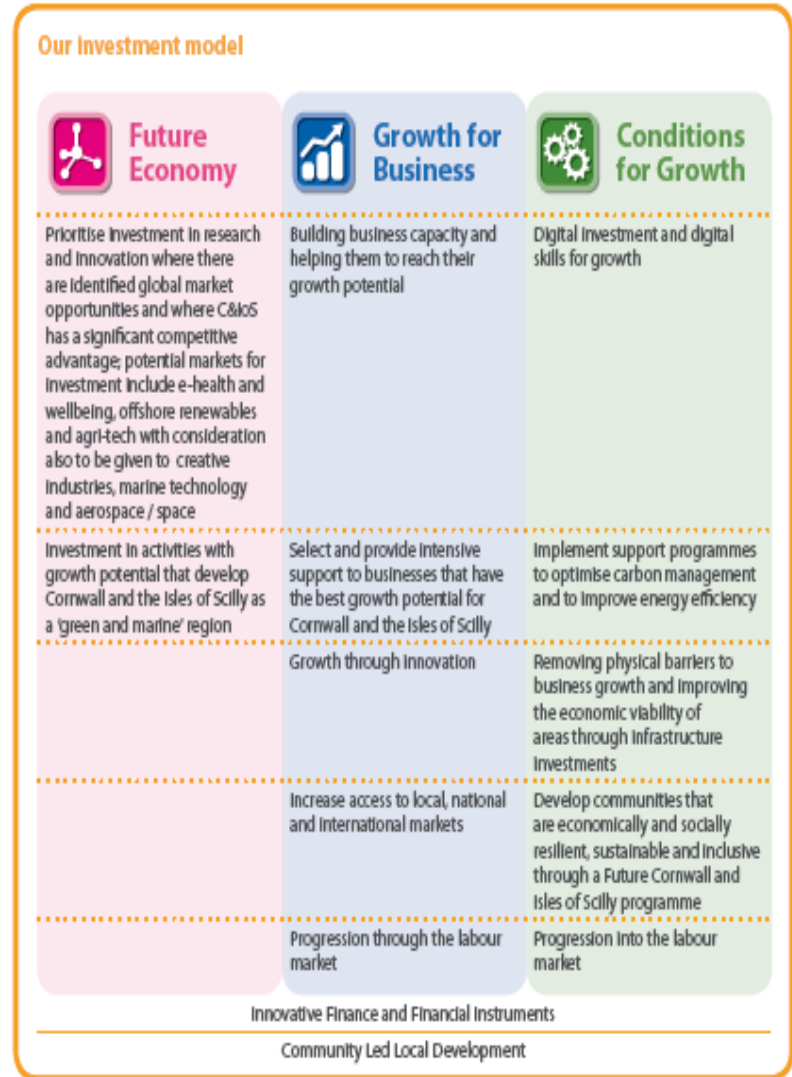 Our investment model
Future
Economy
Growth for
Business
Conditions
for Growth
Prioritise investment in research
and innovation where there
are identified global market
opportunities and where C&IoS
has a significant competitive
advantage; potential markets for
investment include e-health and
wellbeing, offshore renewables
and agri-tech with consideration
also to be given to creative
industries, marine technology
and aerospace / space
Building business capacity and
helping them to reach their
growth potential
Digital investment and digital
skills for growth
Investment in activities with
growth potential that develop
Cornwall and the Isles of Scilly as
a 'green and marine' region
Select and provide intensive
support to businesses that have
the best growth potential for
Cornwall and the Isles of Scilly
Implement support programmes
to optimise carbon management
and to improve energy efficiency
Growth through innovation
Removing physical barriers to
business growth and improving
the economic viability of
areas through infrastructure
investments
Increase access to local, national
and international markets
Develop communities that
are economically and socially
resilient, sustainable and inclusive
through a Future Cornwall and
Isles of Scilly programme
Progression through the labour
market
Progression into the labour
market
Innovative Finance and Financial Instruments
Community Led Local Development